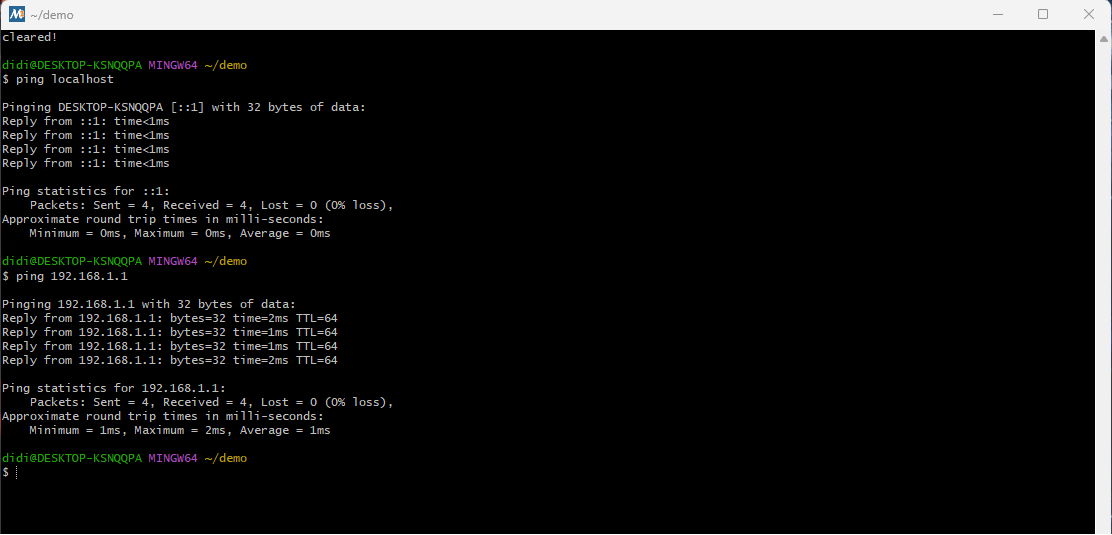 ~/demo
cleared!
didi@DESKTOP-KSNQQPA MINGW64 ~/demo
$ ping localhost
Pinging DESKTOP-KSNQQPA [::1] with 32 bytes of data:
Reply from ::1: time<1ms
Reply from ::1: time<1ms
Reply from ::1: time<1ms
Reply from ::1: time<1ms
Ping statistics for ::1:
    Packets: Sent = 4, Received = 4, Lost = 0 (0% loss),
Approximate round trip times in milli-seconds:
    Minimum = 0ms, Maximum = 0ms, Average = 0ms
didi@DESKTOP-KSNQQPA MINGW64 ~/demo
$ ping 192.168.1.1
Pinging 192.168.1.1 with 32 bytes of data:
Reply from 192.168.1.1: bytes=32 time=2ms TTL=64
Reply from 192.168.1.1: bytes=32 time=1ms TTL=64
Reply from 192.168.1.1: bytes=32 time=1ms TTL=64
Reply from 192.168.1.1: bytes=32 time=2ms TTL=64
Ping statistics for 192.168.1.1:
    Packets: Sent = 4, Received = 4, Lost = 0 (0% loss),
Approximate round trip times in milli-seconds:
    Minimum = 1ms, Maximum = 2ms, Average = 1ms
didi@DESKTOP-KSNQQPA MINGW64 ~/demo
$